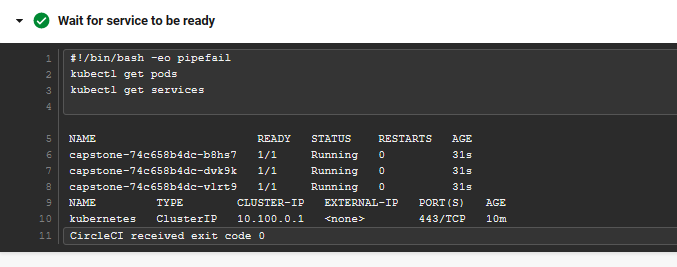 Wait for service to be ready
1 #!/bin/bash -eo pipefail
2 kubectl get pods
3 kubectl get services
4
5 NAME READY STATUS RESTARTS AGE
6 capstone-74c658b4dc-b8hs7 1/1 Running 0 31s
7 capstone-74c658b4dc-dvk9k 1/1 Running 0 31s
8 capstone-74c658b4dc-vlrt9 1/1 Running 0 31s
9 NAME TYPE CLUSTER-IP EXTERNAL-IP PORT(S) AGE
10 kubernetes ClusterIP 10.100.0.1 <none> 443/TCP 10m
11 CircleCI received exit code 0